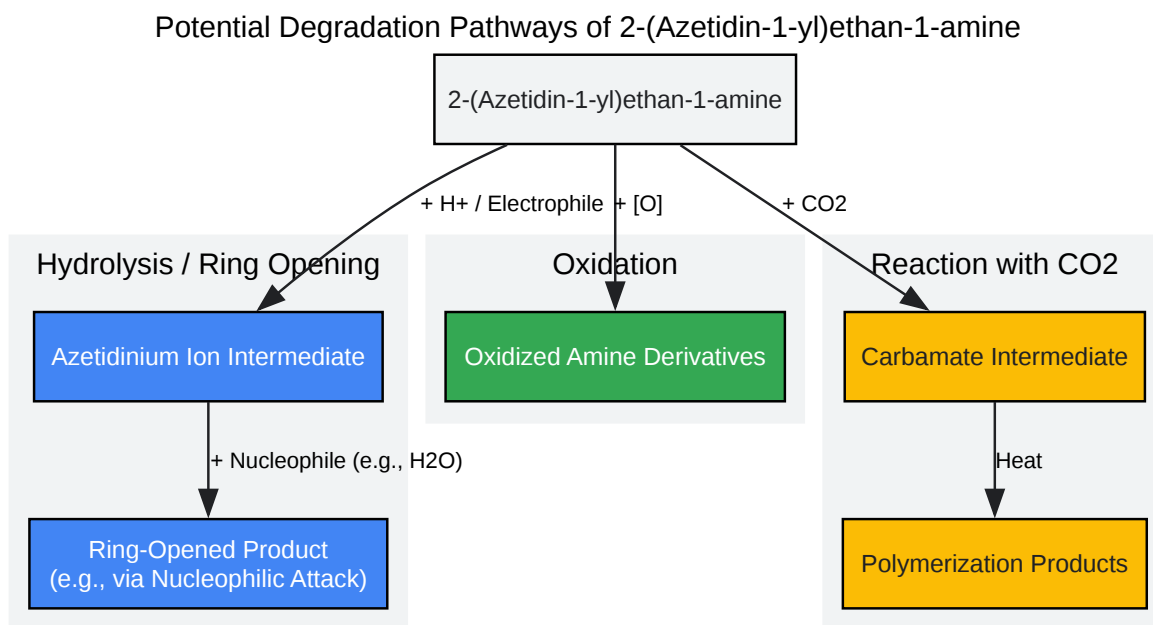 Potential Degradation Pathways of 2-(Azetidin-1-yl)ethan-1-amine
2-(Azetidin-1-yl)ethan-1-amine
+ H+ / Electrophile
+ [O]
+ CO2
Hydrolysis / Ring Opening
Oxidation
Reaction with CO2
Azetidinium Ion Intermediate
Oxidized Amine Derivatives
Carbamate Intermediate
+ Nucleophile (e.g., H2O)
Heat
Ring-Opened Product
(e.g., via Nucleophilic Attack)
Polymerization Products